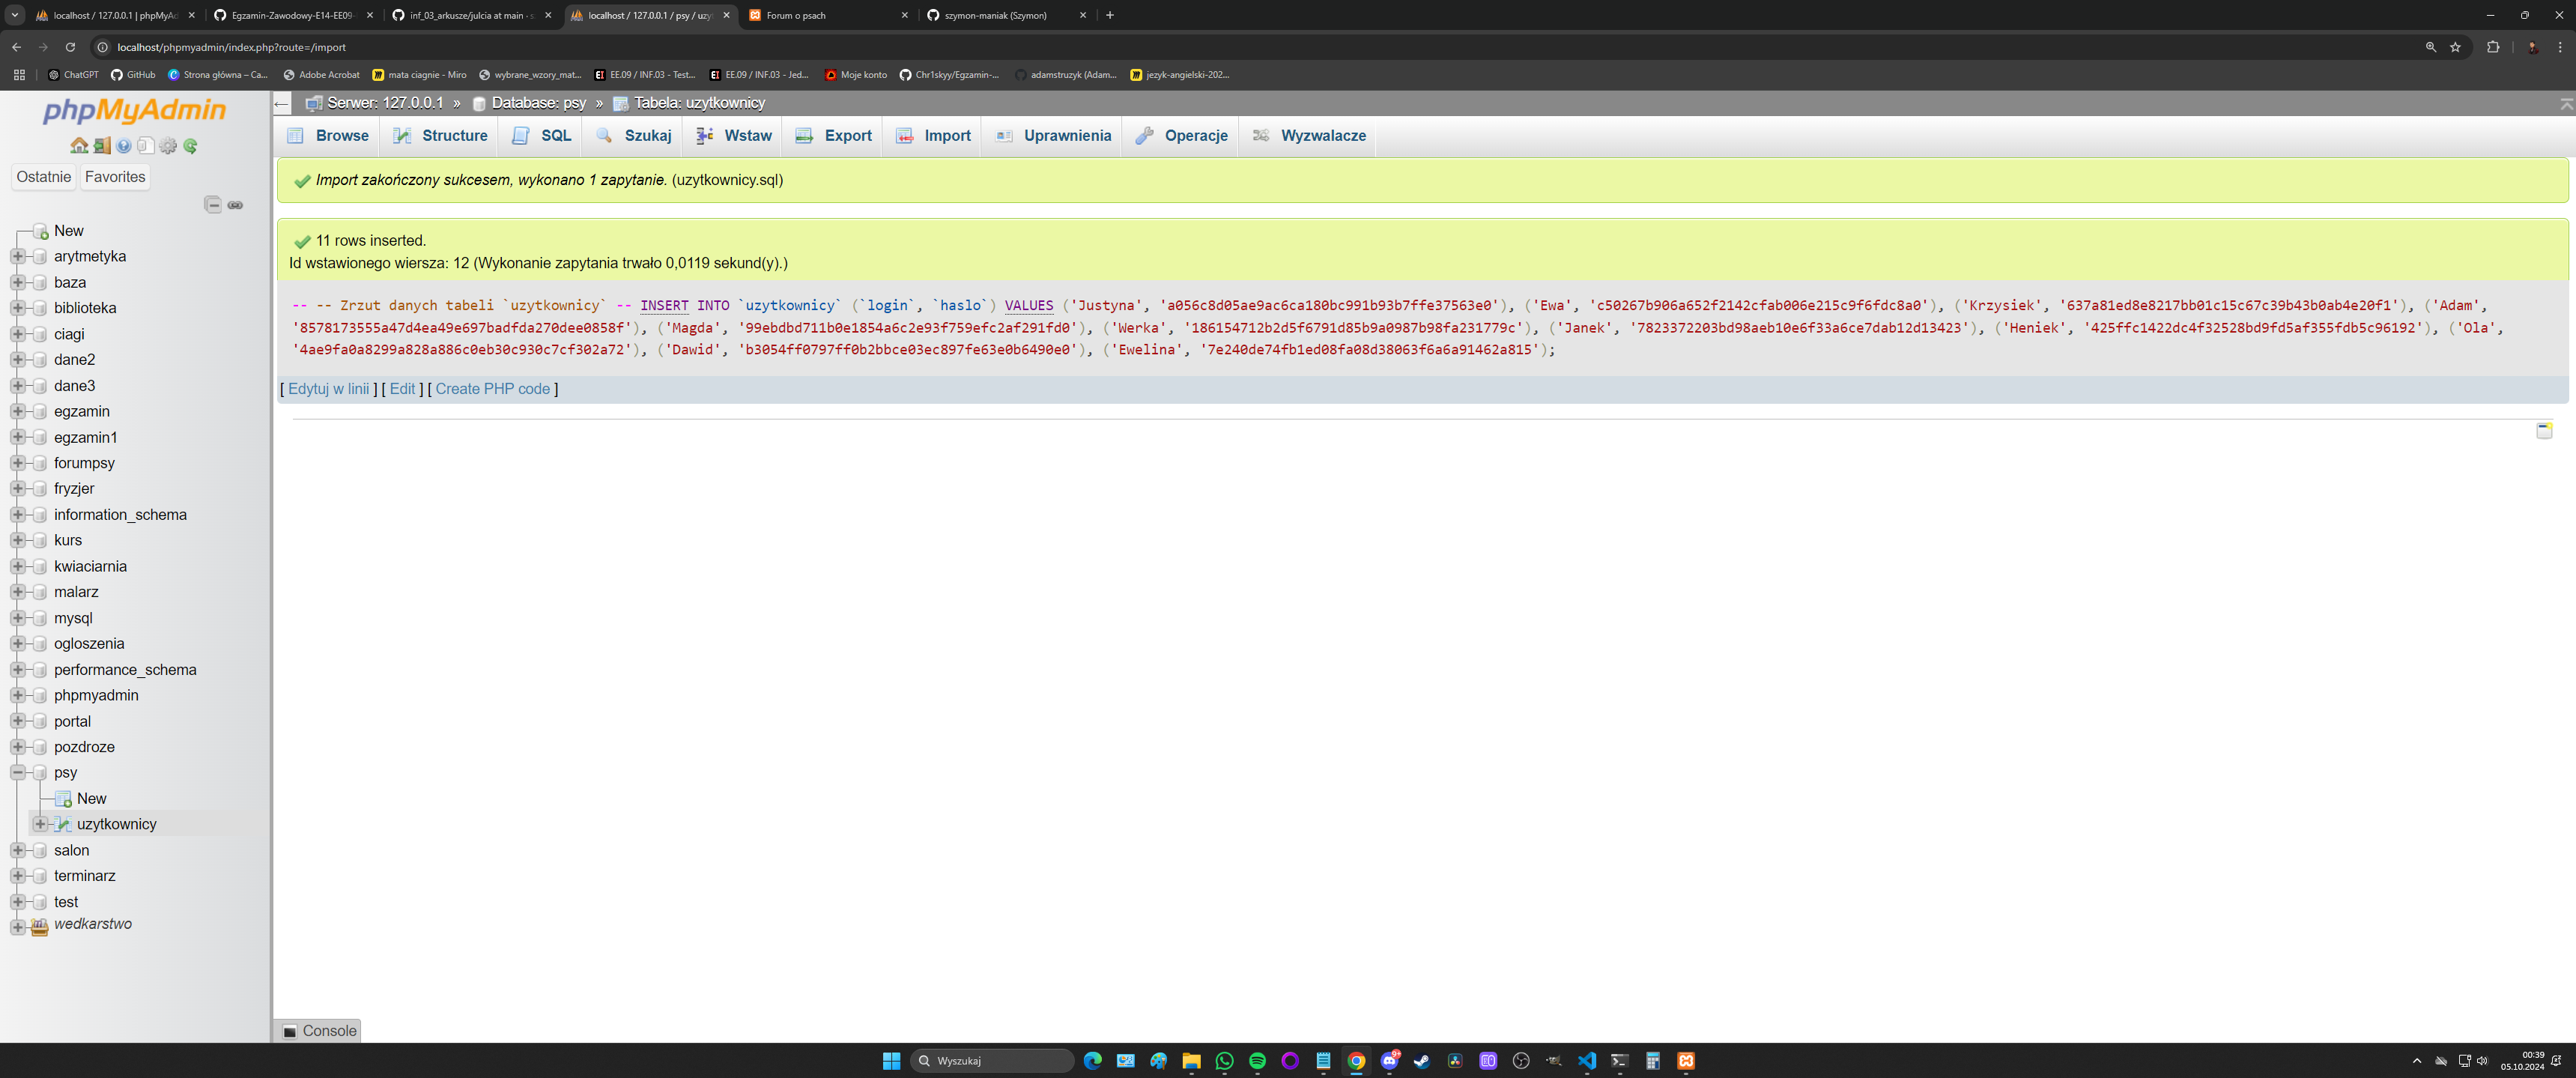 localhost / 127.0.0.1 | phpMyAd
Egzamin-Zawodowy-E14-EE09-
inf_03_arkusze/julcia at main · s
localhost / 127.0.0.1 / psy / uzy
Forum o psach
szymon-maniak (Szymon)
localhost/phpmyadmin/index.php?route=/import
ChatGPT
GitHub
Strona główna – Ca...
Adobe Acrobat
mata ciagnie - Miro
wybrane_wzory_mat...
EE.09 / INF.03 - Test...
EE.09 / INF.03 - Jed...
Moje konto
Chr1skyy/Egzamin-...
adamstruzyk (Adam...
jezyk-angielski-202...
phpMyAdmin
Ostatnie Favorites
New
arytmetyka
baza
biblioteka
ciagi
dane2
dane3
egzamin
egzamin1
forumpsy
fryzjer
information_schema
kurs
kwiaciarnia
malarz
mysql
ogloszenia
performance_schema
phpmyadmin
portal
pozdroze
psy
New
uzytkownicy
salon
terminarz
test
wedkarstwo
Serwer: 127.0.0.1 » Database: psy » Tabela: uzytkownicy
Browse Structure SQL Szukaj Wstaw Export Import Uprawnienia Operacje Wyzwalacze
Import zakończony sukcesem, wykonano 1 zapytanie. (uzytkownicy.sql)
11 rows inserted.
Id wstawionego wiersza: 12 (Wykonanie zapytania trwało 0,0119 sekund(y).)
-- -- Zrzut danych tabeli `uzytkownicy` -- INSERT INTO `uzytkownicy` (`login`, `haslo`) VALUES ('Justyna', 'a056c8d05ae9ac6ca180bc991b93b7ffe37563e0'), ('Ewa', 'c50267b906a652f2142cfab006e215c9f6fdc8a0'), ('Krzysiek', '637a81ed8e8217bb01c15c67c39b43b0ab4e20f1'), ('Adam',
'8578173555a47d4ea49e697badfda270dee0858f'), ('Magda', '99ebdbd711b0e1854a6c2e93f759efc2af291fd0'), ('Werka', '186154712b2d5f6791d85b9a0987b98fa231779c'), ('Janek', '7823372203bd98aeb10e6f33a6ce7dab12d13423'), ('Heniek', '425ffc1422dc4f32528bd9fd5af355fdb5c96192'), ('Ola',
'4ae9fa0a8299a828a886c0eb30c930c7cf302a72'), ('Dawid', 'b3054ff0797ff0b2bbce03ec897fe63e0b6490e0'), ('Ewelina', '7e240de74fb1ed08fa08d38063f6a6a91462a815');
[ Edytuj w linii ] [ Edit ] [ Create PHP code ]
Console
Wyszukaj
9+
00:39
05.10.2024